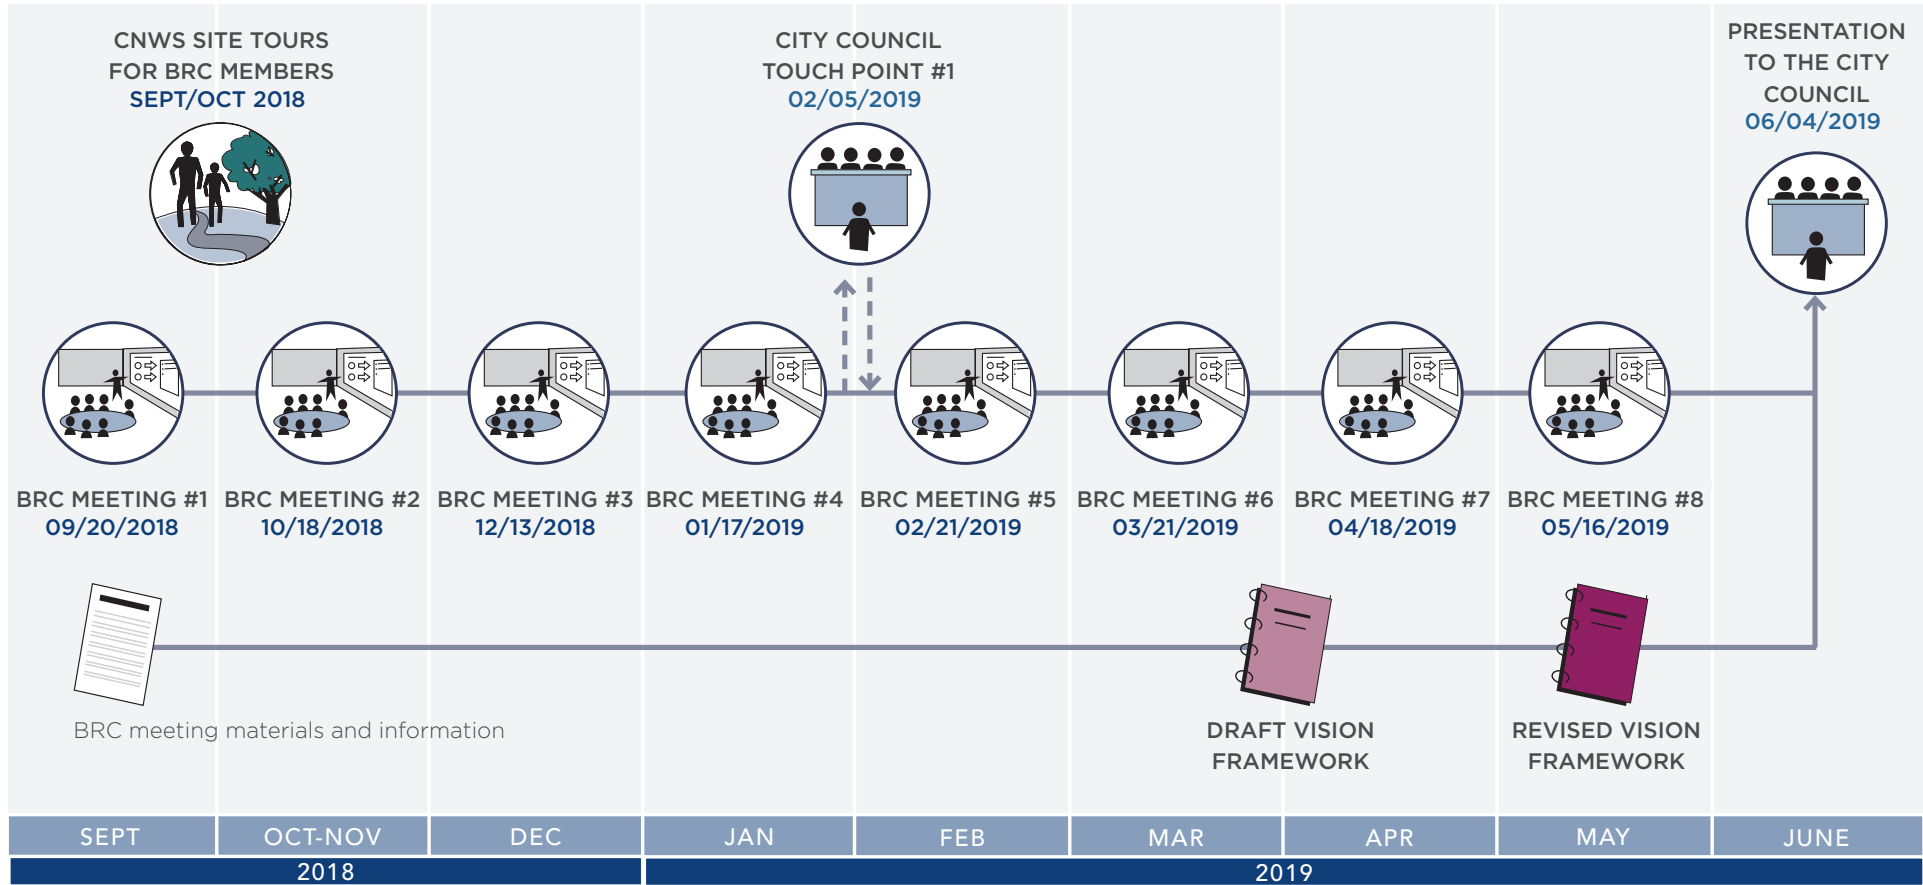 CNWS SITE TOURS
FOR BRC MEMBERS
SEPT/OCT 2018
CITY COUNCIL
TOUCH POINT #1
02/05/2019
PRESENTATION
TO THE CITY
COUNCIL
06/04/2019
BRC MEETING #1
09/20/2018
BRC MEETING #2
10/18/2018
BRC MEETING #3
12/13/2018
BRC MEETING #4
01/17/2019
BRC MEETING #5
02/21/2019
BRC MEETING #6
03/21/2019
BRC MEETING #7
04/18/2019
BRC MEETING #8
05/16/2019
BRC meeting materials and information
DRAFT VISION
FRAMEWORK
REVISED VISION
FRAMEWORK
SEPT
OCT-NOV
DEC
JAN
FEB
MAR
APR
MAY
JUNE
2018
2019